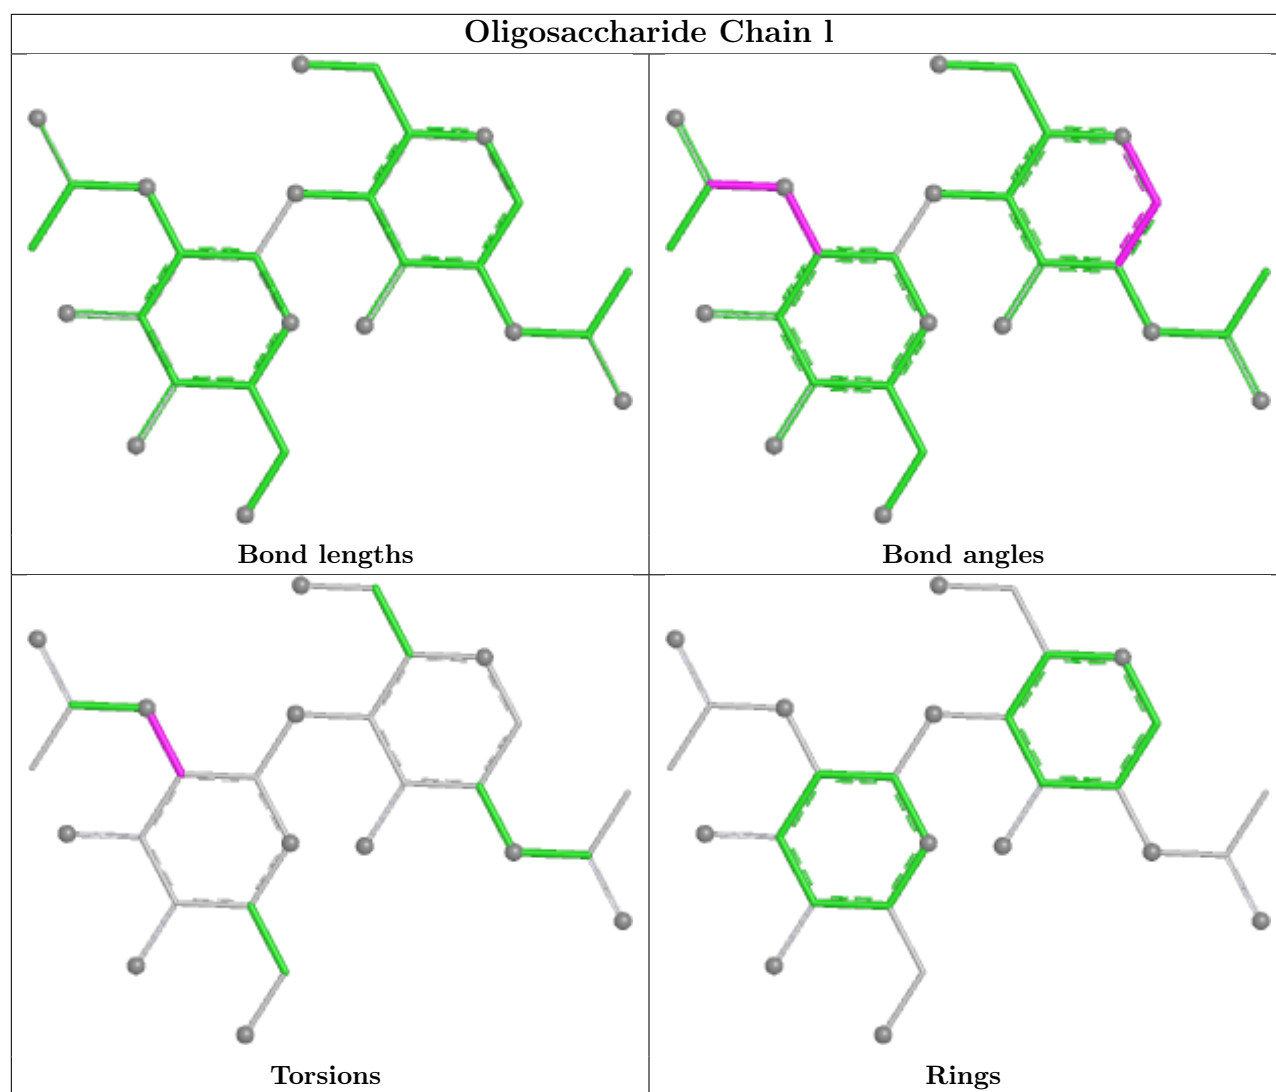 Oligosaccharide Chain l
Bond lengths
Bond angles
Torsions
Rings